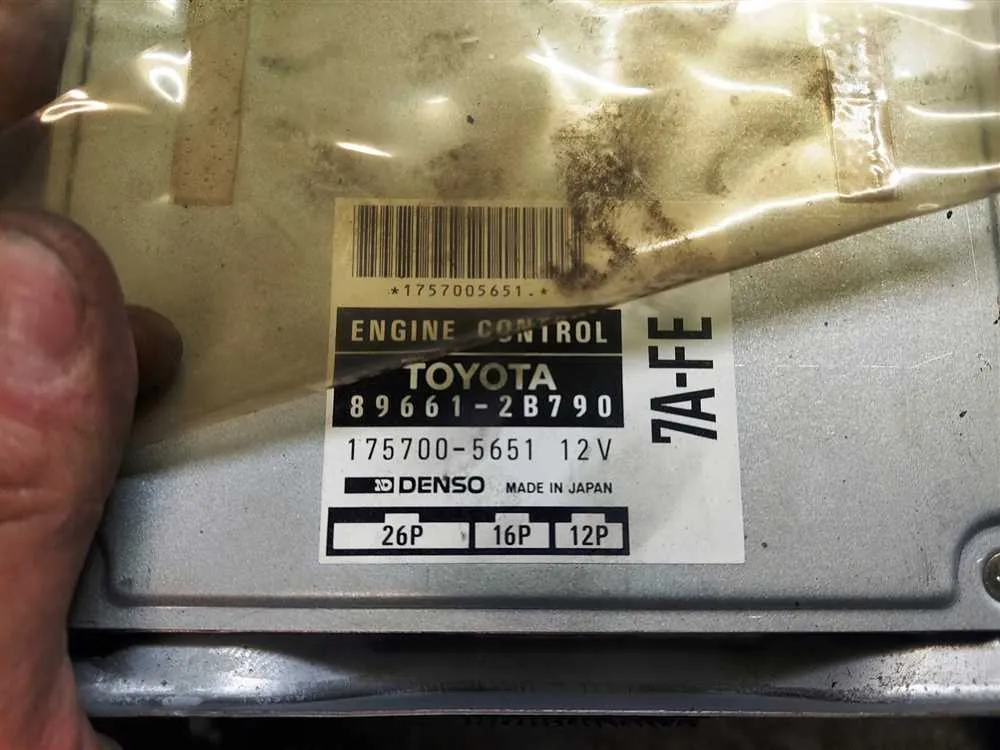 *1757005651.*
ENGINE CONTROL
TOYOTA
89661-2B790
175700-5651 12V
DENSO MADE IN JAPAN
26P 16P 12P
7A-FE